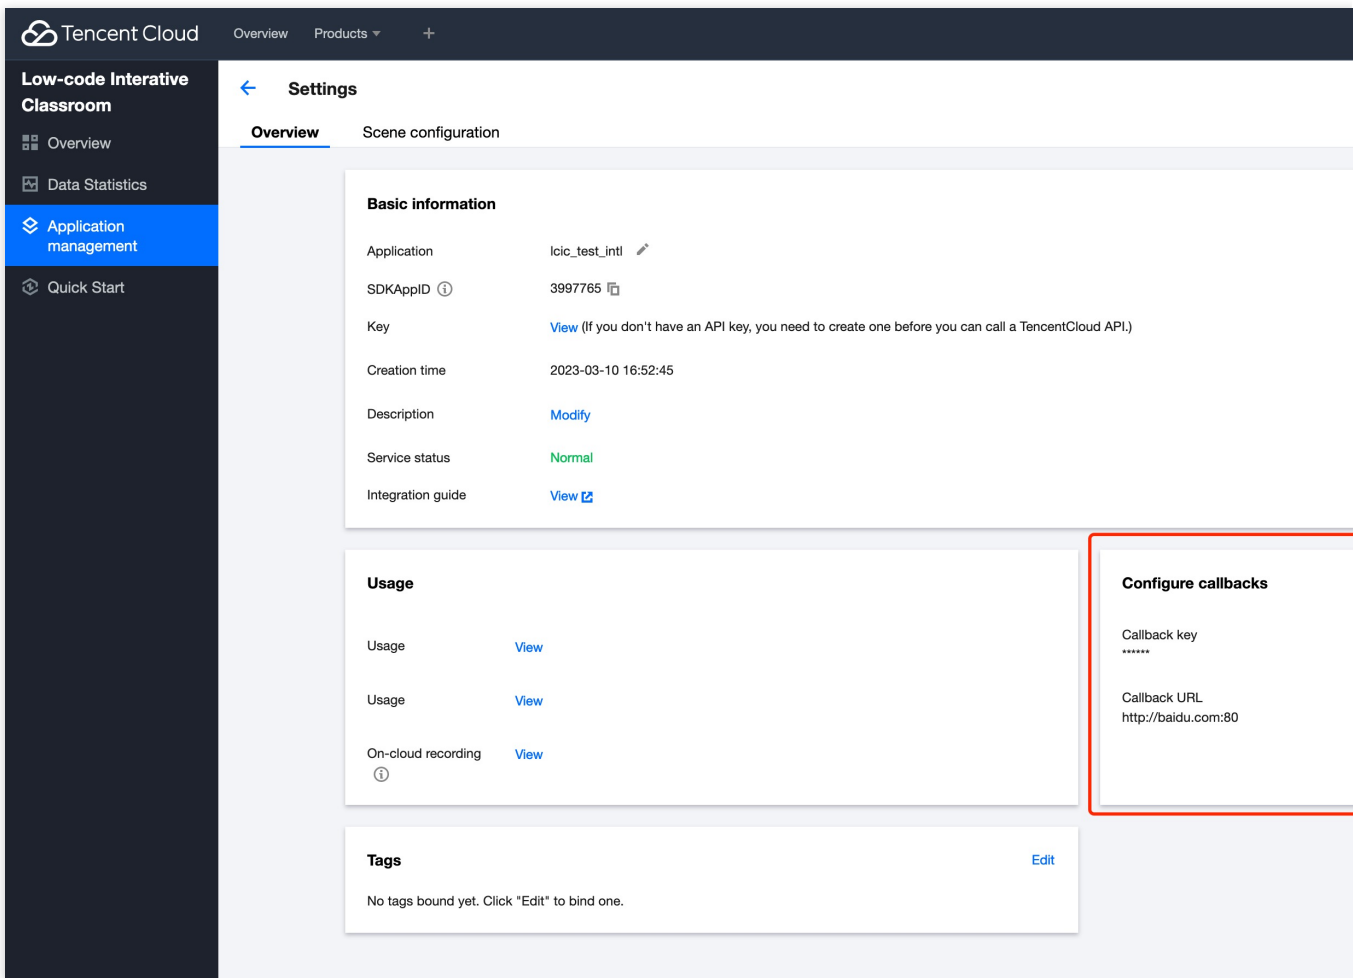 Tencent Cloud
Overview
Products
+
Low-code Interative
Classroom
Overview
Data Statistics
Application
management
Quick Start
Settings
Overview
Scene configuration
Basic information
Application
lcic_test_intl
SDKAppID
3997765
Key
View (If you don't have an API key, you need to create one before you can call a TencentCloud API.)
Creation time
2023-03-10 16:52:45
Description
Modify
Service status
Normal
Integration guide
View
Usage
Usage
View
Usage
View
On-cloud recording
View
Configure callbacks
Callback key
******
Callback URL
http://baidu.com:80
Tags
Edit
No tags bound yet. Click "Edit" to bind one.